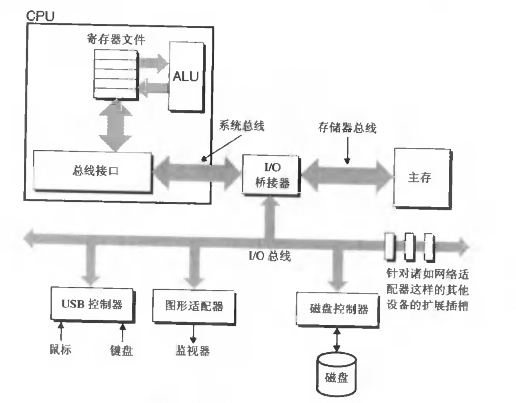 CPU
寄存器文件
ALU
系统总线
存储器总线
总线接口
I/O
桥接器
主存
I/O 总线
针对诸如网络适
配器这样的其他
设备的扩展插槽
USB 控制器
图形适配器
磁盘控制器
鼠标
键盘
监视器
磁盘